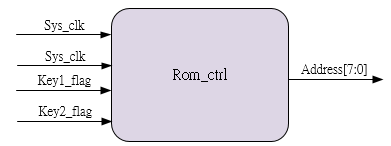 Sys_clk
Sys_clk
Key1_flag
Key2_flag
Rom_ctrl
Address[7:0]